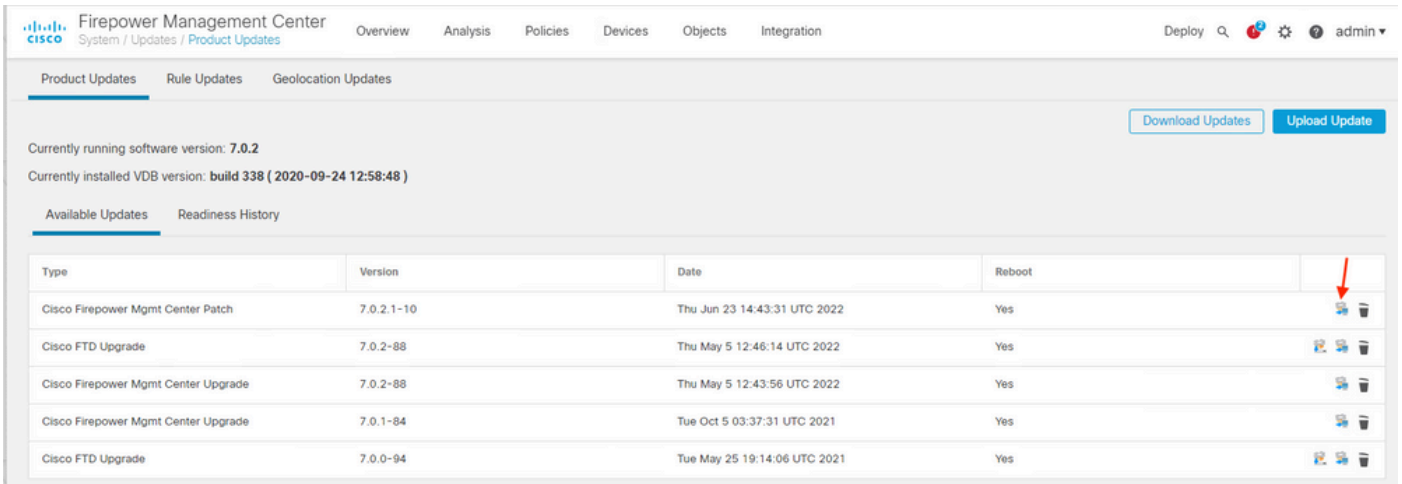 cisco Firepower Management Center Overview Analysis Policies Devices Objects Integration Deploy 2 admin
System / Updates / Product Updates
Product Updates Rule Updates Geolocation Updates
Download Updates Upload Update
Currently running software version: 7.0.2
Currently installed VDB version: build 338 ( 2020-09-24 12:58:48 )
Available Updates Readiness History
Type Version Date Reboot
Cisco Firepower Mgmt Center Patch 7.0.2.1-10 Thu Jun 23 14:43:31 UTC 2022 Yes
Cisco FTD Upgrade 7.0.2-88 Thu May 5 12:46:14 UTC 2022 Yes
Cisco Firepower Mgmt Center Upgrade 7.0.2-88 Thu May 5 12:43:56 UTC 2022 Yes
Cisco Firepower Mgmt Center Upgrade 7.0.1-84 Tue Oct 5 03:37:31 UTC 2021 Yes
Cisco FTD Upgrade 7.0.0-94 Tue May 25 19:14:06 UTC 2021 Yes